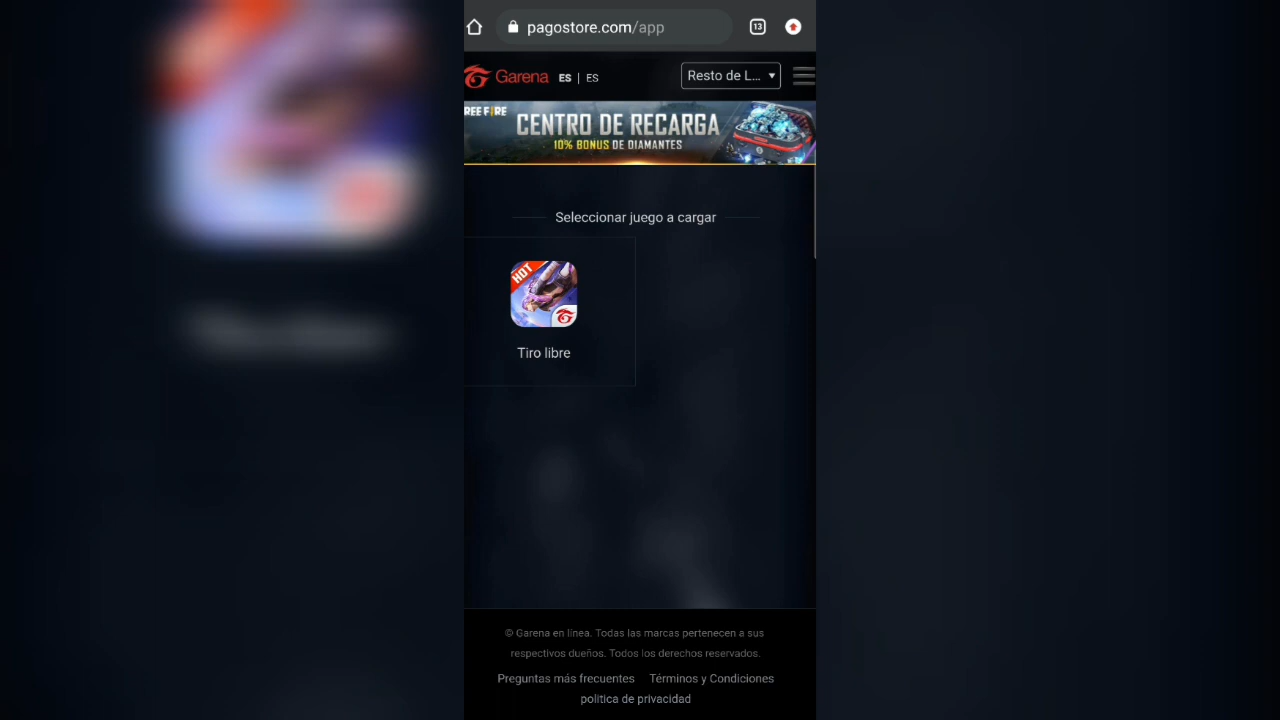 pagostore.com/app
13
Garena ES | ES
Resto de L...
REE FIRE
CENTRO DE RECARGA
10% BONUS DE DIAMANTES
Seleccionar juego a cargar
HOT
Tiro libre
© Garena en línea. Todas las marcas pertenecen a sus
respectivos dueños. Todos los derechos reservados.
Preguntas más frecuentes Términos y Condiciones
politica de privacidad